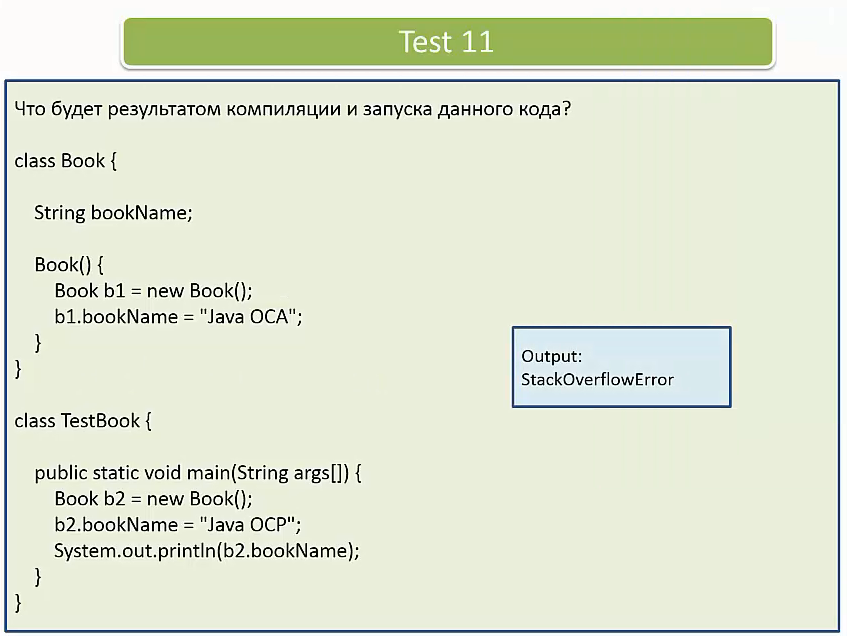 Test 11
Что будет результатом компиляции и запуска данного кода?
class Book {
String bookName;
Book() {
Book b1 = new Book();
b1.bookName = "Java OCA";
}
}
Output:
StackOverflowError
class TestBook {
public static void main(String args[]) {
Book b2 = new Book();
b2.bookName = "Java OCP";
System.out.println(b2.bookName);
}
}